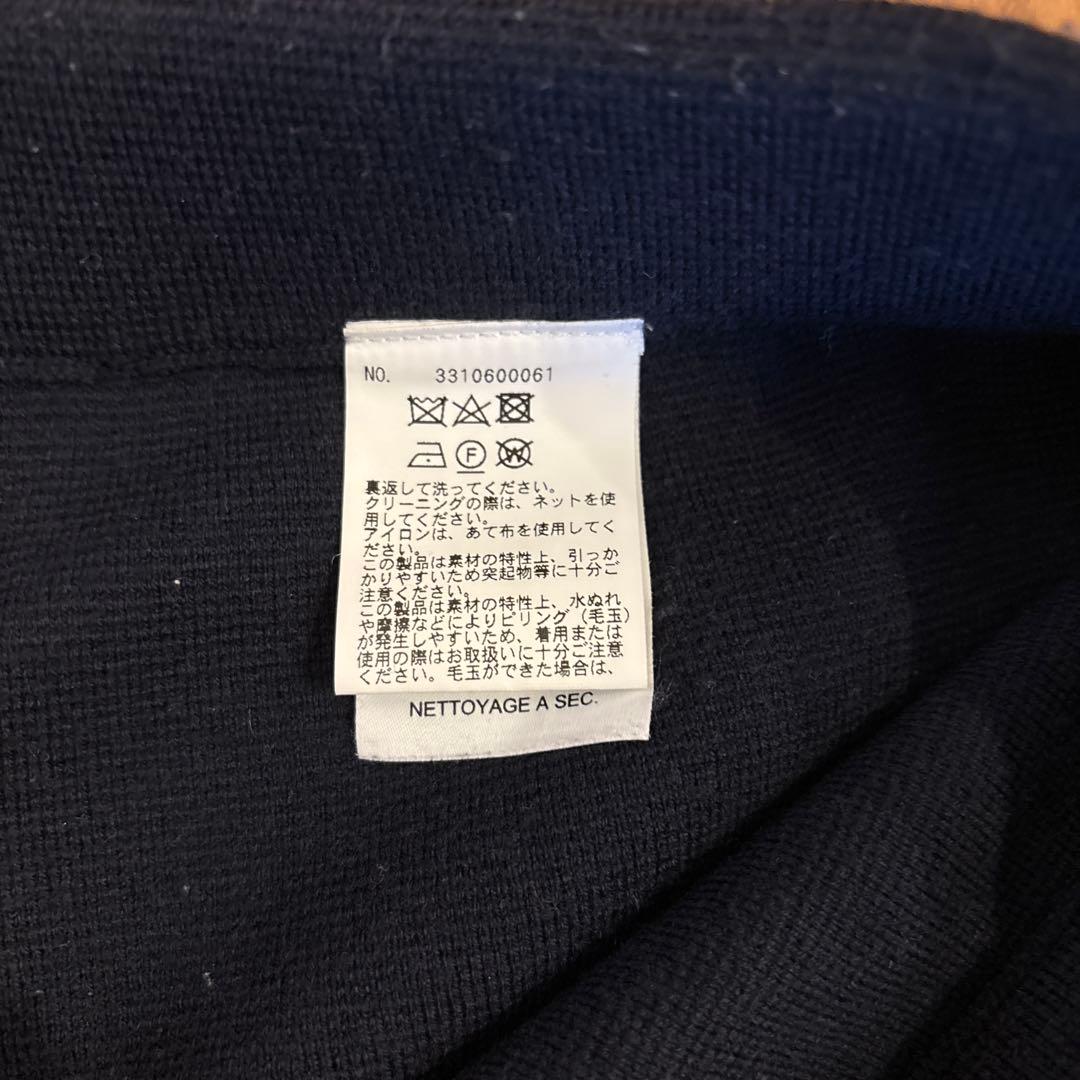 NO. 3310600061
F W
裏返して洗ってください。
クリーニングの際は、ネットを使
用してください。
アイロンは、あて布を使用してく
ださい。
この製品は素材の特性上、引っか
かりやすいため突起物等に十分ご
注意ください。
この製品は素材の特性上、水ぬれ
や摩擦などによりピリング(毛玉)
が発生しやすいため、着用または
使用の際はお取扱いに十分ご注意
ください。毛玉ができた場合は、
NETTOYAGE A SEC.